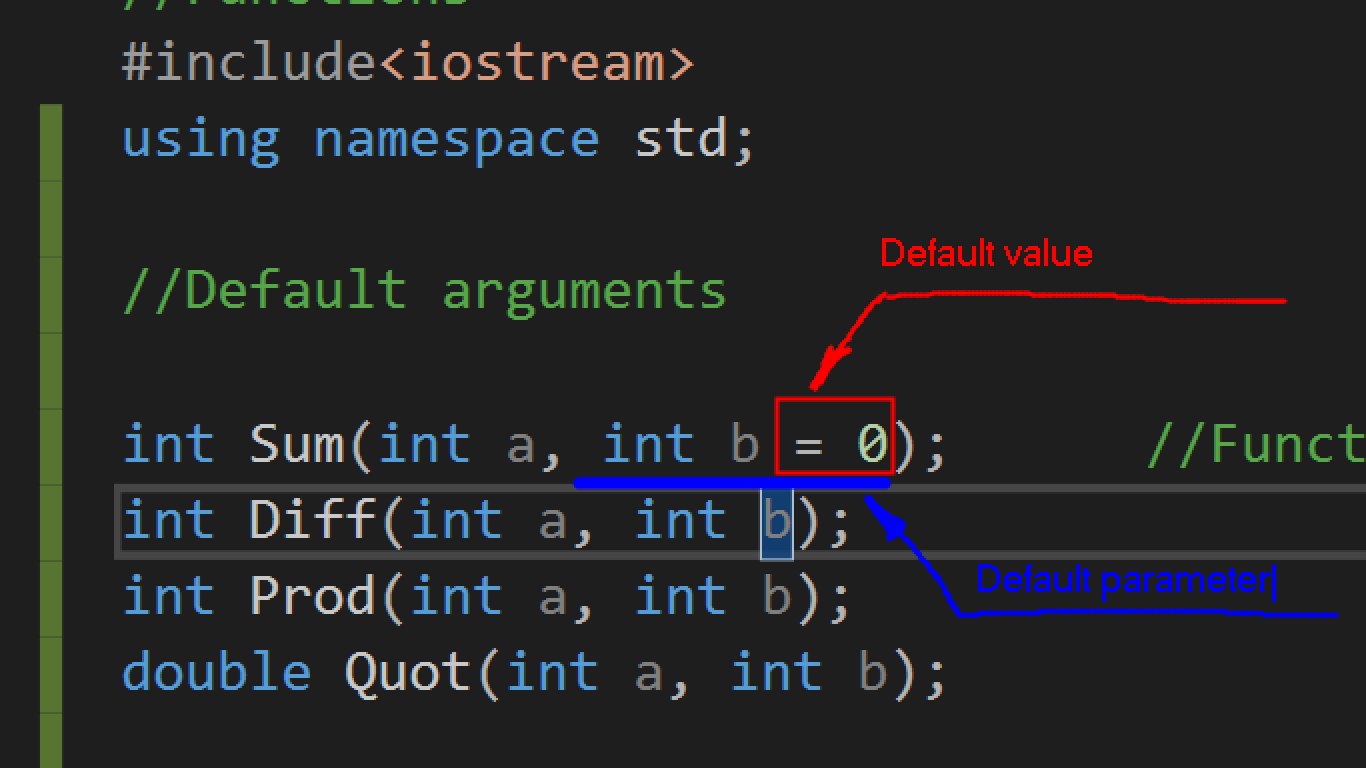 //Functions
#include<iostream>
using namespace std;
//Default arguments
Default value
int Sum(int a, int b = 0); //Funct
int Diff(int a, int b);
Default parameter
int Prod(int a, int b);
double Quot(int a, int b);